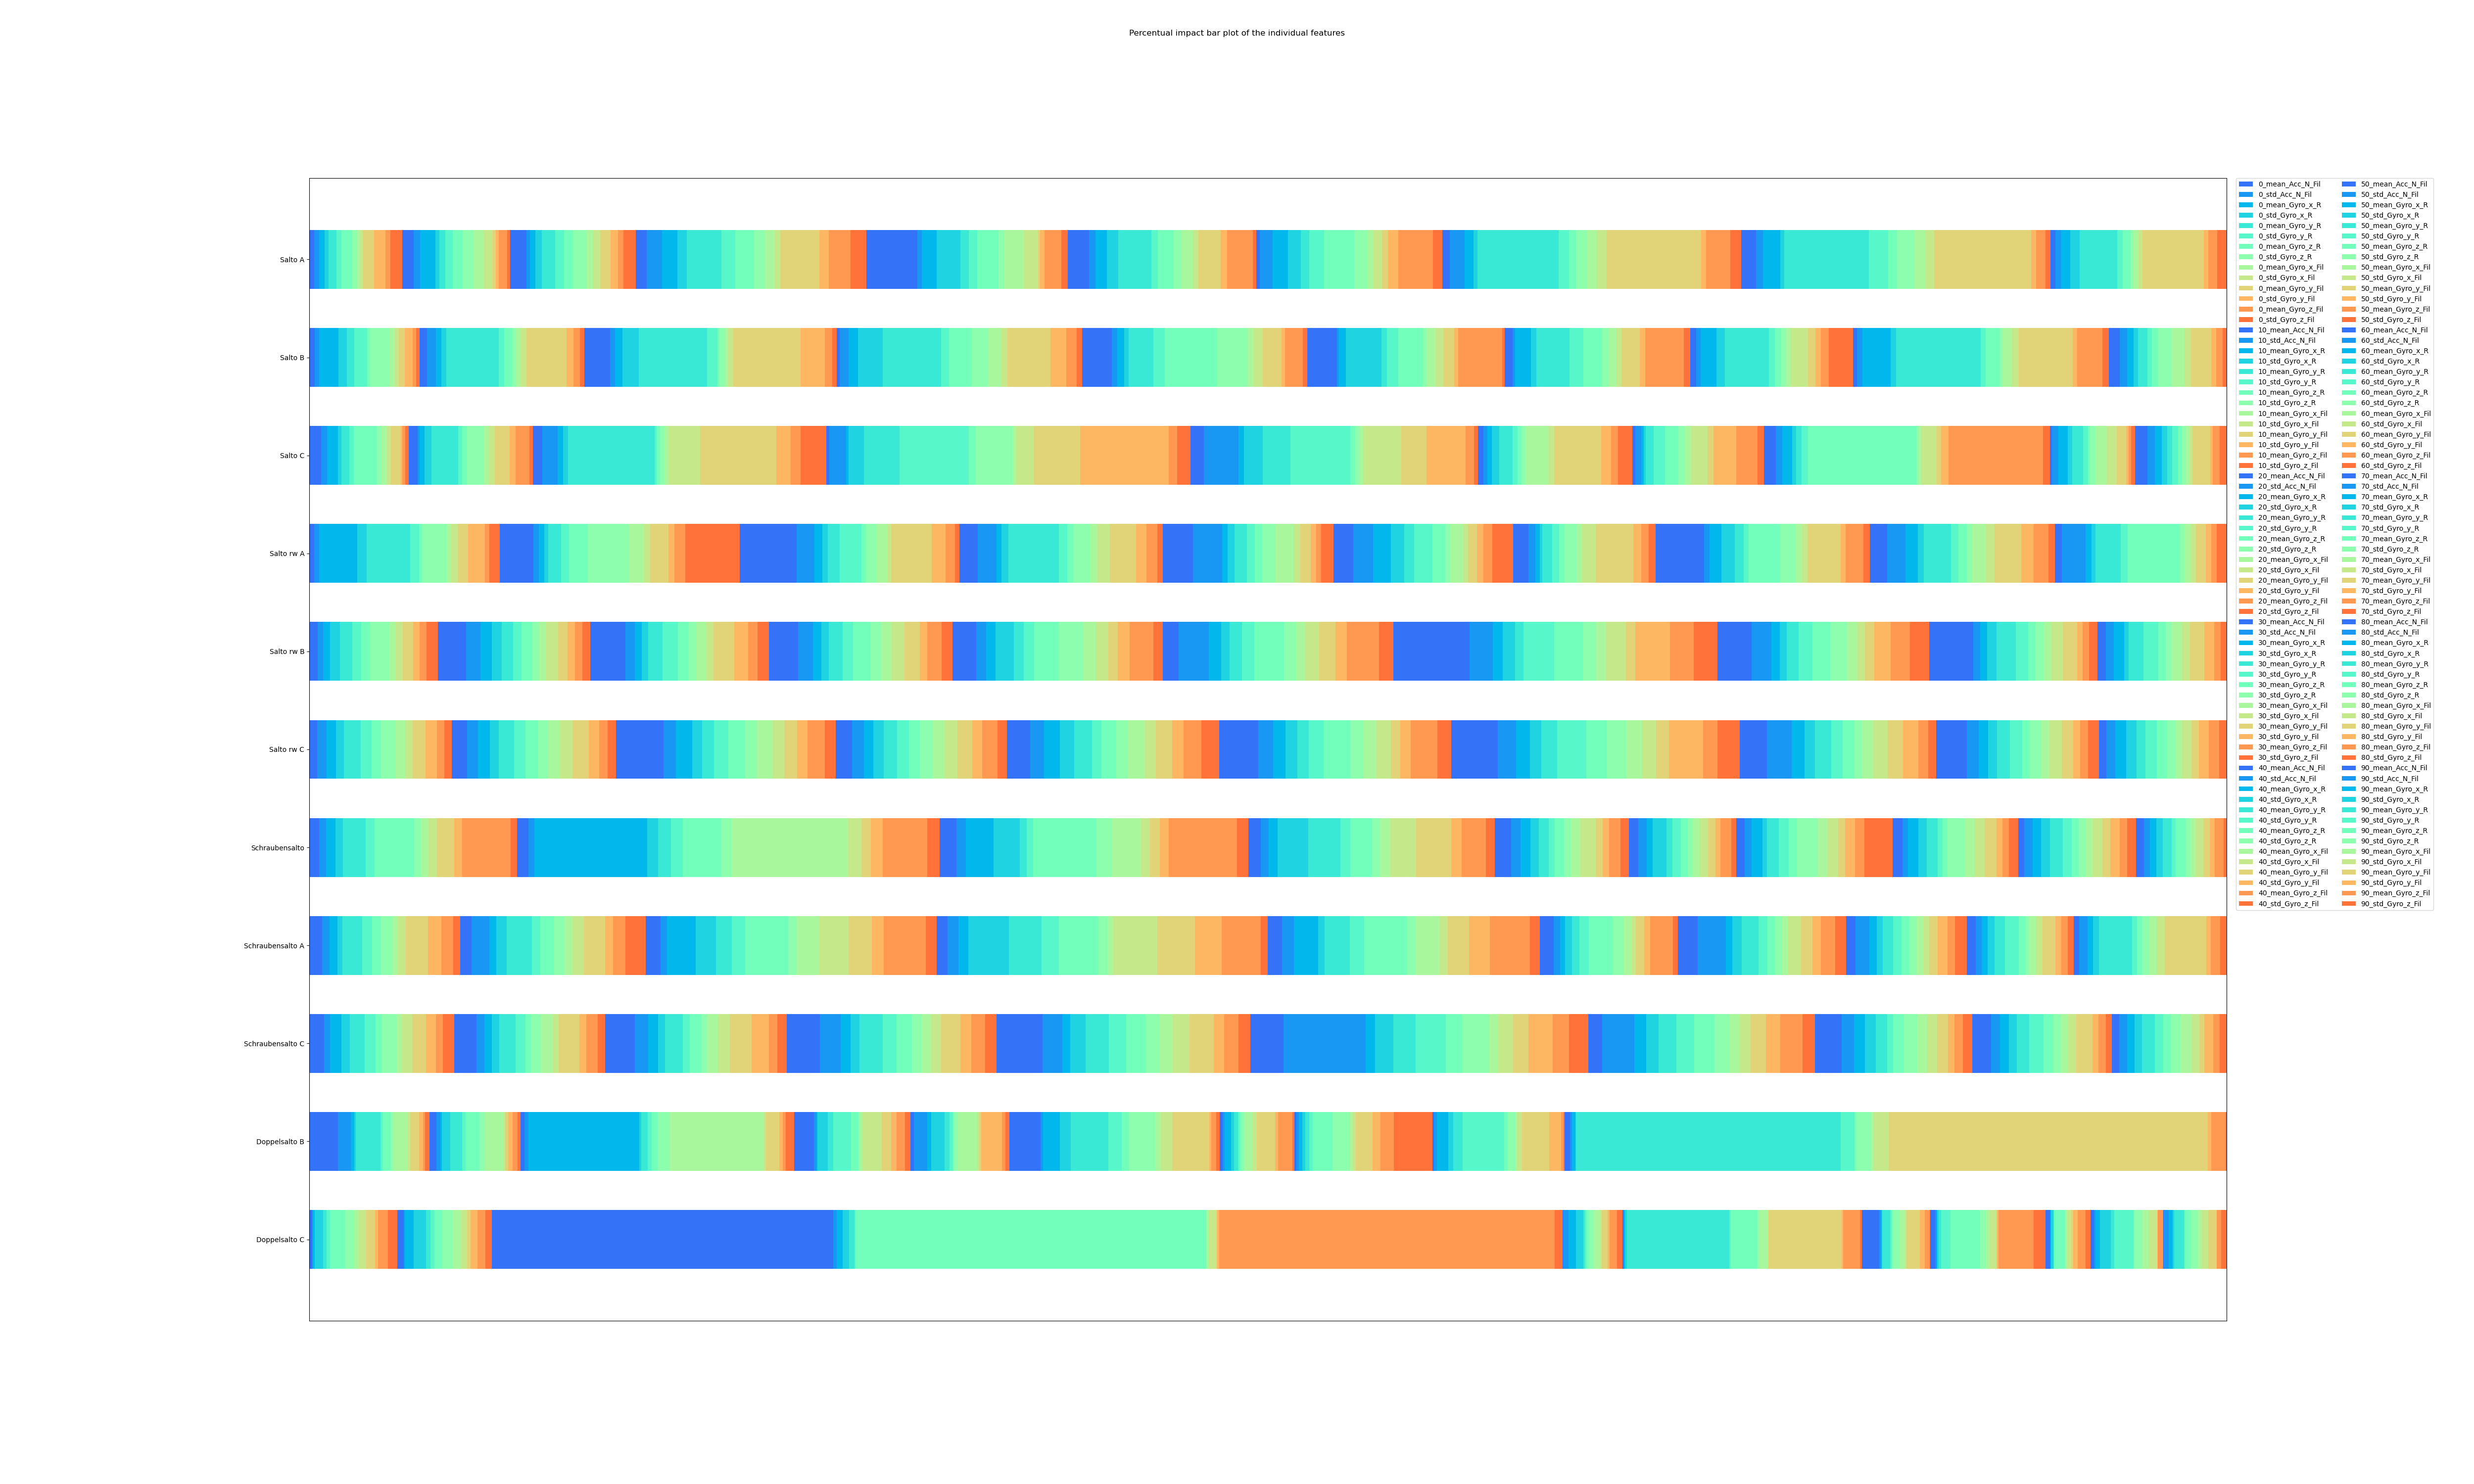 Percentual impact bar plot of the individual features
Salto A
Salto B
Salto C
Salto rw A
Salto rw B
Salto rw C
Schraubensalto
Schraubensalto A
Schraubensalto C
Doppelsalto B
Doppelsalto C
0_mean_Acc_N_Fil
0_std_Acc_N_Fil
0_mean_Gyro_x_R
0_std_Gyro_x_R
0_mean_Gyro_y_R
0_std_Gyro_y_R
0_mean_Gyro_z_R
0_std_Gyro_z_R
0_mean_Gyro_x_Fil
0_std_Gyro_x_Fil
0_mean_Gyro_y_Fil
0_std_Gyro_y_Fil
0_mean_Gyro_z_Fil
0_std_Gyro_z_Fil
10_mean_Acc_N_Fil
10_std_Acc_N_Fil
10_mean_Gyro_x_R
10_std_Gyro_x_R
10_mean_Gyro_y_R
10_std_Gyro_y_R
10_mean_Gyro_z_R
10_std_Gyro_z_R
10_mean_Gyro_x_Fil
10_std_Gyro_x_Fil
10_mean_Gyro_y_Fil
10_std_Gyro_y_Fil
10_mean_Gyro_z_Fil
10_std_Gyro_z_Fil
20_mean_Acc_N_Fil
20_std_Acc_N_Fil
20_mean_Gyro_x_R
20_std_Gyro_x_R
20_mean_Gyro_y_R
20_std_Gyro_y_R
20_mean_Gyro_z_R
20_std_Gyro_z_R
20_mean_Gyro_x_Fil
20_std_Gyro_x_Fil
20_mean_Gyro_y_Fil
20_std_Gyro_y_Fil
20_mean_Gyro_z_Fil
20_std_Gyro_z_Fil
30_mean_Acc_N_Fil
30_std_Acc_N_Fil
30_mean_Gyro_x_R
30_std_Gyro_x_R
30_mean_Gyro_y_R
30_std_Gyro_y_R
30_mean_Gyro_z_R
30_std_Gyro_z_R
30_mean_Gyro_x_Fil
30_std_Gyro_x_Fil
30_mean_Gyro_y_Fil
30_std_Gyro_y_Fil
30_mean_Gyro_z_Fil
30_std_Gyro_z_Fil
40_mean_Acc_N_Fil
40_std_Acc_N_Fil
40_mean_Gyro_x_R
40_std_Gyro_x_R
40_mean_Gyro_y_R
40_std_Gyro_y_R
40_mean_Gyro_z_R
40_std_Gyro_z_R
40_mean_Gyro_x_Fil
40_std_Gyro_x_Fil
40_mean_Gyro_y_Fil
40_std_Gyro_y_Fil
40_mean_Gyro_z_Fil
40_std_Gyro_z_Fil
50_mean_Acc_N_Fil
50_std_Acc_N_Fil
50_mean_Gyro_x_R
50_std_Gyro_x_R
50_mean_Gyro_y_R
50_std_Gyro_y_R
50_mean_Gyro_z_R
50_std_Gyro_z_R
50_mean_Gyro_x_Fil
50_std_Gyro_x_Fil
50_mean_Gyro_y_Fil
50_std_Gyro_y_Fil
50_mean_Gyro_z_Fil
50_std_Gyro_z_Fil
60_mean_Acc_N_Fil
60_std_Acc_N_Fil
60_mean_Gyro_x_R
60_std_Gyro_x_R
60_mean_Gyro_y_R
60_std_Gyro_y_R
60_mean_Gyro_z_R
60_std_Gyro_z_R
60_mean_Gyro_x_Fil
60_std_Gyro_x_Fil
60_mean_Gyro_y_Fil
60_std_Gyro_y_Fil
60_mean_Gyro_z_Fil
60_std_Gyro_z_Fil
70_mean_Acc_N_Fil
70_std_Acc_N_Fil
70_mean_Gyro_x_R
70_std_Gyro_x_R
70_mean_Gyro_y_R
70_std_Gyro_y_R
70_mean_Gyro_z_R
70_std_Gyro_z_R
70_mean_Gyro_x_Fil
70_std_Gyro_x_Fil
70_mean_Gyro_y_Fil
70_std_Gyro_y_Fil
70_mean_Gyro_z_Fil
70_std_Gyro_z_Fil
80_mean_Acc_N_Fil
80_std_Acc_N_Fil
80_mean_Gyro_x_R
80_std_Gyro_x_R
80_mean_Gyro_y_R
80_std_Gyro_y_R
80_mean_Gyro_z_R
80_std_Gyro_z_R
80_mean_Gyro_x_Fil
80_std_Gyro_x_Fil
80_mean_Gyro_y_Fil
80_std_Gyro_y_Fil
80_mean_Gyro_z_Fil
80_std_Gyro_z_Fil
90_mean_Acc_N_Fil
90_std_Acc_N_Fil
90_mean_Gyro_x_R
90_std_Gyro_x_R
90_mean_Gyro_y_R
90_std_Gyro_y_R
90_mean_Gyro_z_R
90_std_Gyro_z_R
90_mean_Gyro_x_Fil
90_std_Gyro_x_Fil
90_mean_Gyro_y_Fil
90_std_Gyro_y_Fil
90_mean_Gyro_z_Fil
90_std_Gyro_z_Fil